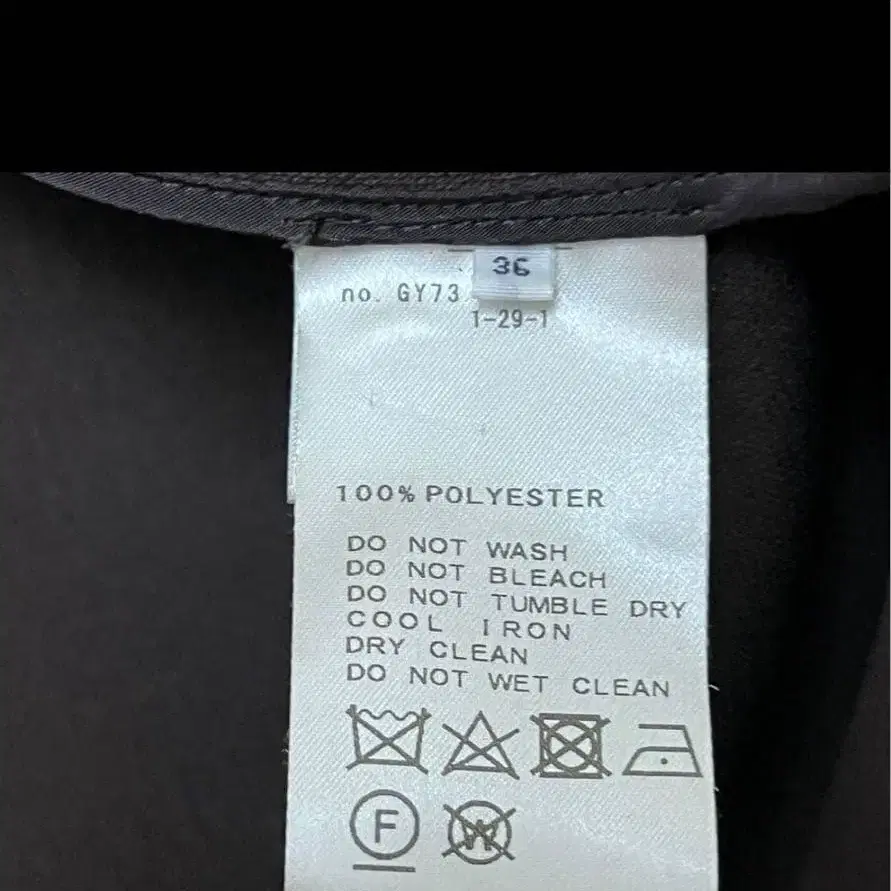 36
no. GY73
1-29-1
100% POLYESTER
DO NOT WASH
DO NOT BLEACH
DO NOT TUMBLE DRY
COOL IRON
DRY CLEAN
DO NOT WET CLEAN
F W